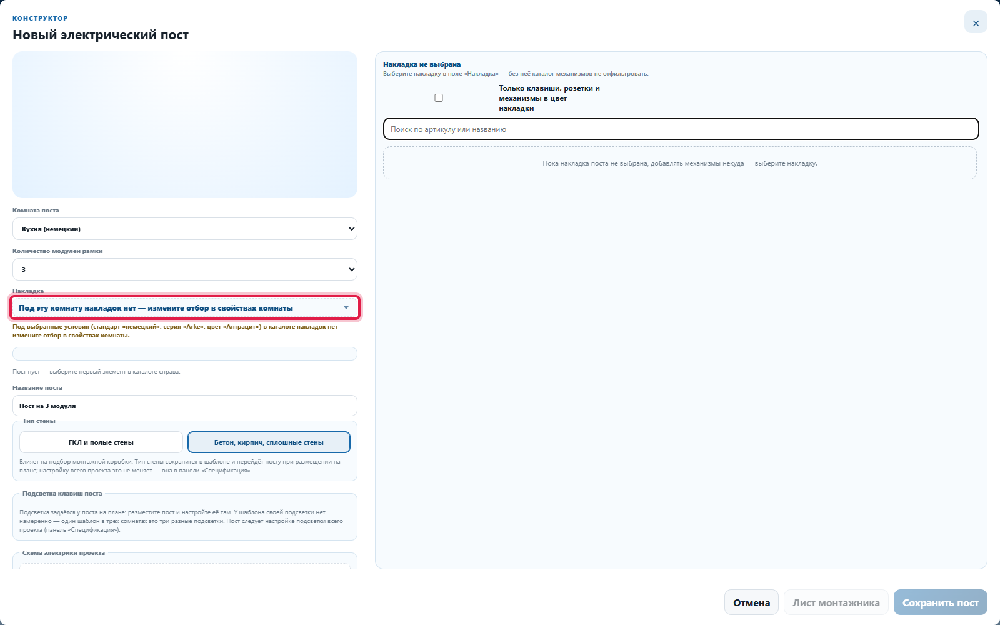 КОНСТРУКТОР
Новый электрический пост
Комната поста
Кухня (немецкий)
Количество модулей рамки
3
Накладка
Под эту комнату накладок нет — измените отбор в свойствах комнаты
Под выбранные условия (стандарт «немецкий», серия «Arke», цвет «Антрацит») в каталоге накладок нет —
измените отбор в свойствах комнаты.
Пост пуст — выберите первый элемент в каталоге справа.
Название поста
Пост на 3 модуля
Тип стены
ГКЛ и полые стены
Бетон, кирпич, сплошные стены
Влияет на подбор монтажной коробки. Тип стены сохранится в шаблоне и перейдёт посту при размещении на
плане; настройку всего проекта это не меняет — она в панели «Спецификация».
Подсветка клавиш поста
Подсветка задаётся у поста на плане: разместите пост и настройте её там. У шаблона своей подсветки нет
намеренно — один шаблон в трёх комнатах это три разные подсветки. Пост следует настройке подсветки всего
проекта (панель «Спецификация»).
Схема электрики проекта
Накладка не выбрана
Выберите накладку в поле «Накладка» — без неё каталог механизмов не отфильтровать.
Только клавиши, розетки и
механизмы в цвет
накладки
Поиск по артикулу или названию
Пока накладка поста не выбрана, добавлять механизмы некуда — выберите накладку.
Отмена
Лист монтажника
Сохранить пост